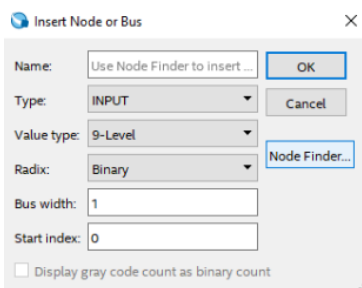 Insert Node or Bus
Name: Use Node Finder to insert ... OK
Type: INPUT Cancel
Value type: 9-Level
Node Finder...
Radix: Binary
Bus width: 1
Start index: 0
Display gray code count as binary count